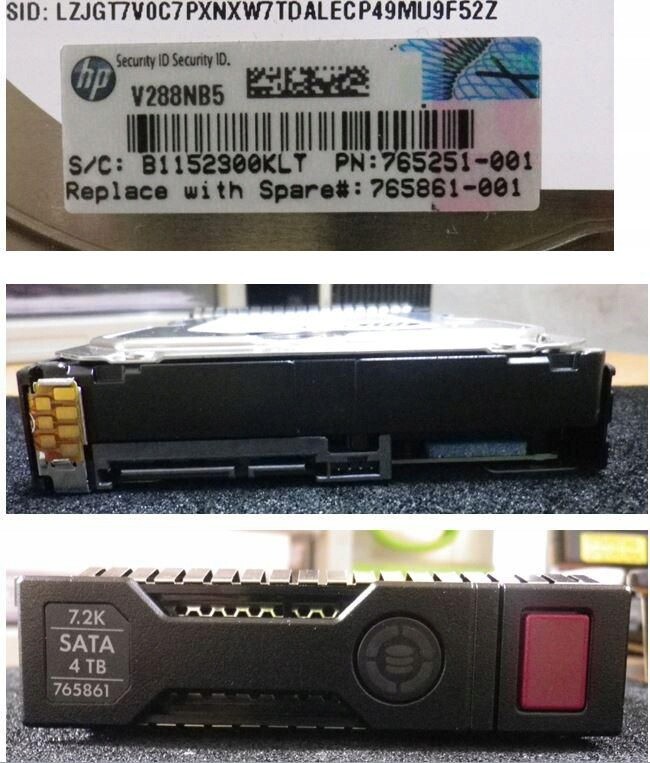 SID: LZJGT7V0C7PXNXW7TDALECP49MU9F52Z
hp
Security ID Security ID.
V288NB5
S/C: B1152300KLT PN:765251-001
Replace with Spare#: 765861-001
7.2K
SATA
4 TB
765861